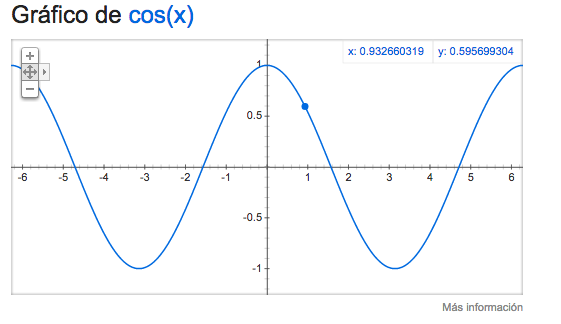 Gráfico de cos(x)
x: 0.932660319 y: 0.595699304
1
0.5
-6 -5 -4 -3 -2 -1 1 2 3 4 5 6
-0.5
-1
Más información